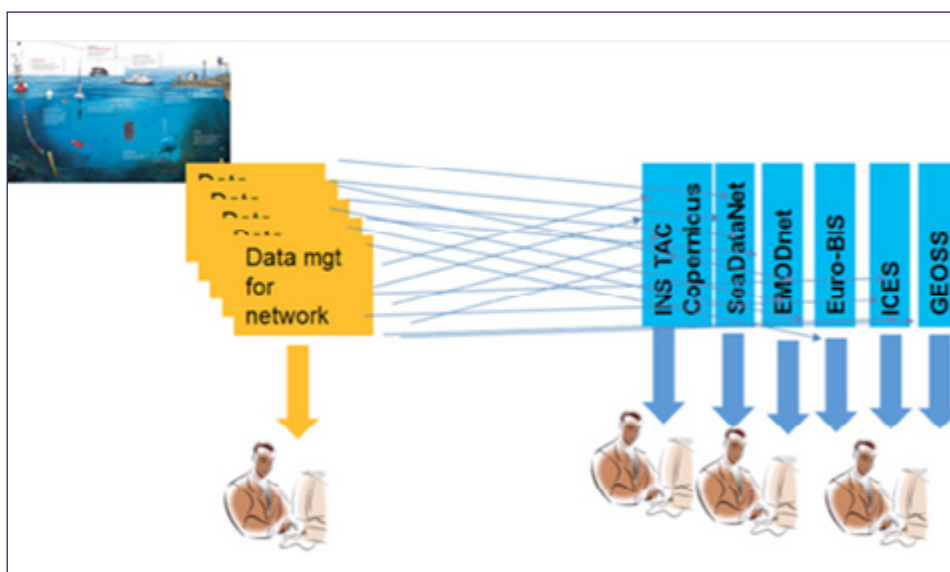 Data
Data
Data
Data
Data mgt
for
network
INS TAC
Copernicus
SeaDataNet
EMODnet
Euro-BIS
ICES
GEOSS